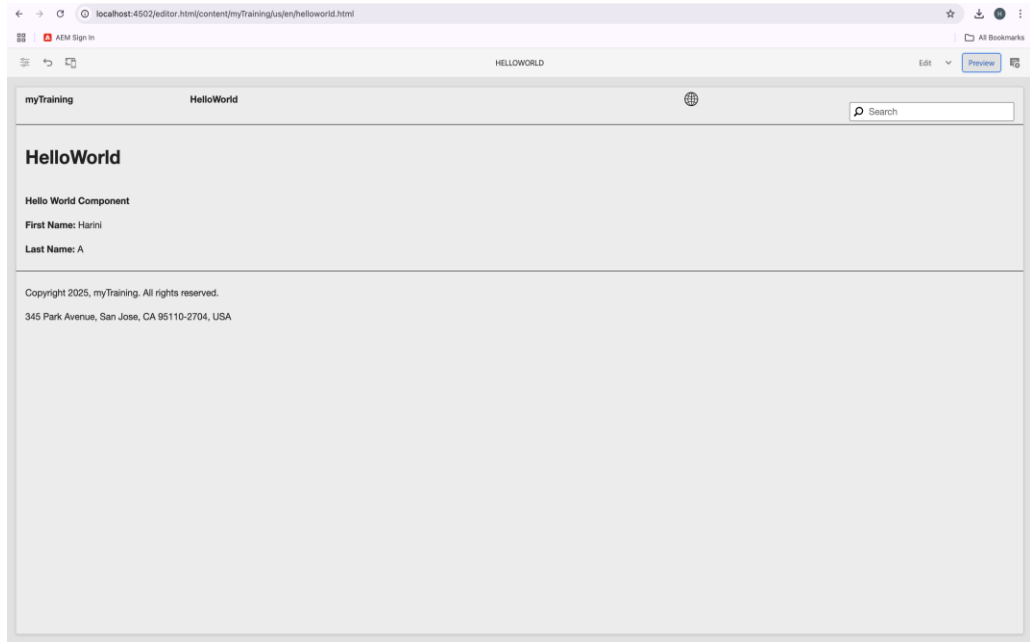 localhost:4502/editor.html/content/myTraining/us/en/helloworld.html
AEM Sign In
All Bookmarks
HELLOWORLD
Edit
Preview
myTraining
HelloWorld
Search
HelloWorld
Hello World Component
First Name: Harini
Last Name: A
Copyright 2025, myTraining. All rights reserved.
345 Park Avenue, San Jose, CA 95110-2704, USA